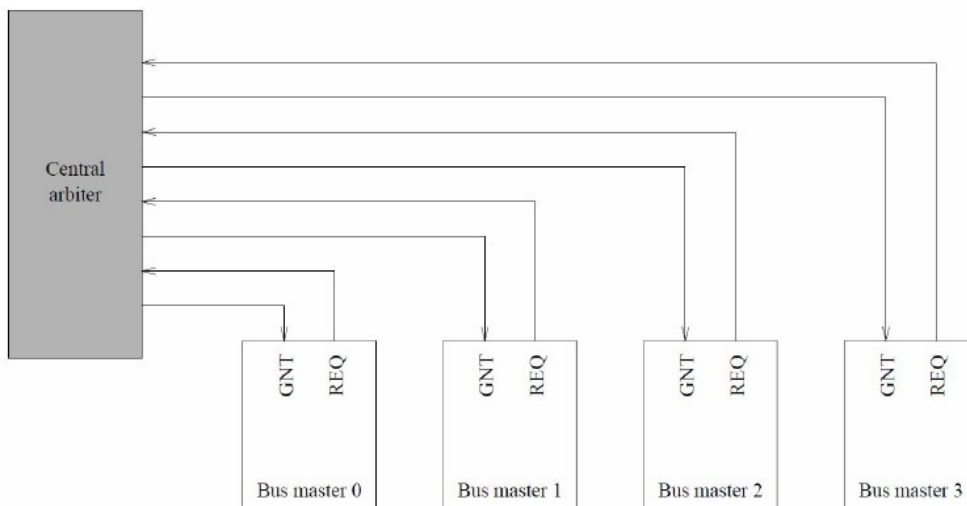 Central
arbiter
GNT
REQ
GNT
REQ
GNT
REQ
GNT
REQ
Bus master 0
Bus master 1
Bus master 2
Bus master 3